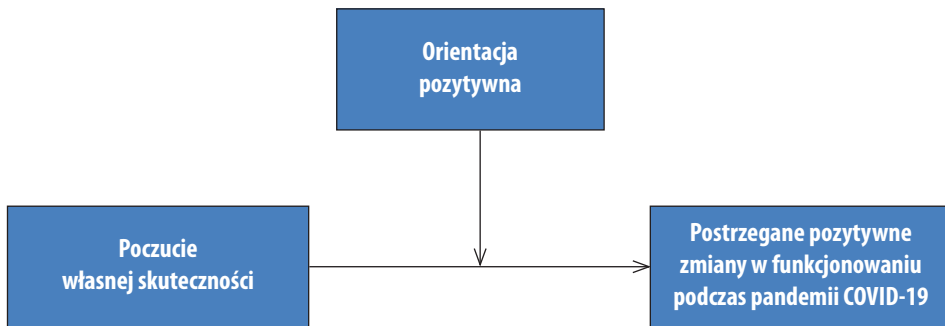 Orientacja
pozytywna
Poczucie
własnej skuteczności
Postrzegane pozytywne
zmiany w funkcjonowaniu
podczas pandemii COVID-19